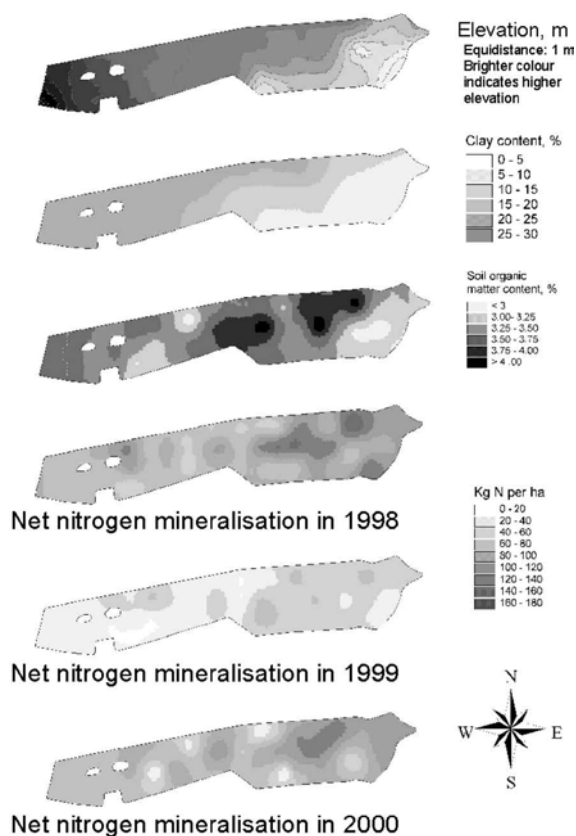 Elevation, m
Equidistance: 1 m
Brighter colour
indicates higher
elevation
Clay content, %
0 - 5
5 - 10
10 - 15
15 - 20
20 - 25
25 - 30
Soil organic
matter content, %
< 3
3.00- 3.25
3.25 - 3.50
3.50 - 3.75
3.75 - 4.00
> 4.00
Net nitrogen mineralisation in 1998
Kg N per ha
0 - 20
20 - 40
40 - 60
60 - 80
80 - 100
100 - 120
120 - 140
140 - 160
160 - 180
Net nitrogen mineralisation in 1999
N
W E
S
Net nitrogen mineralisation in 2000